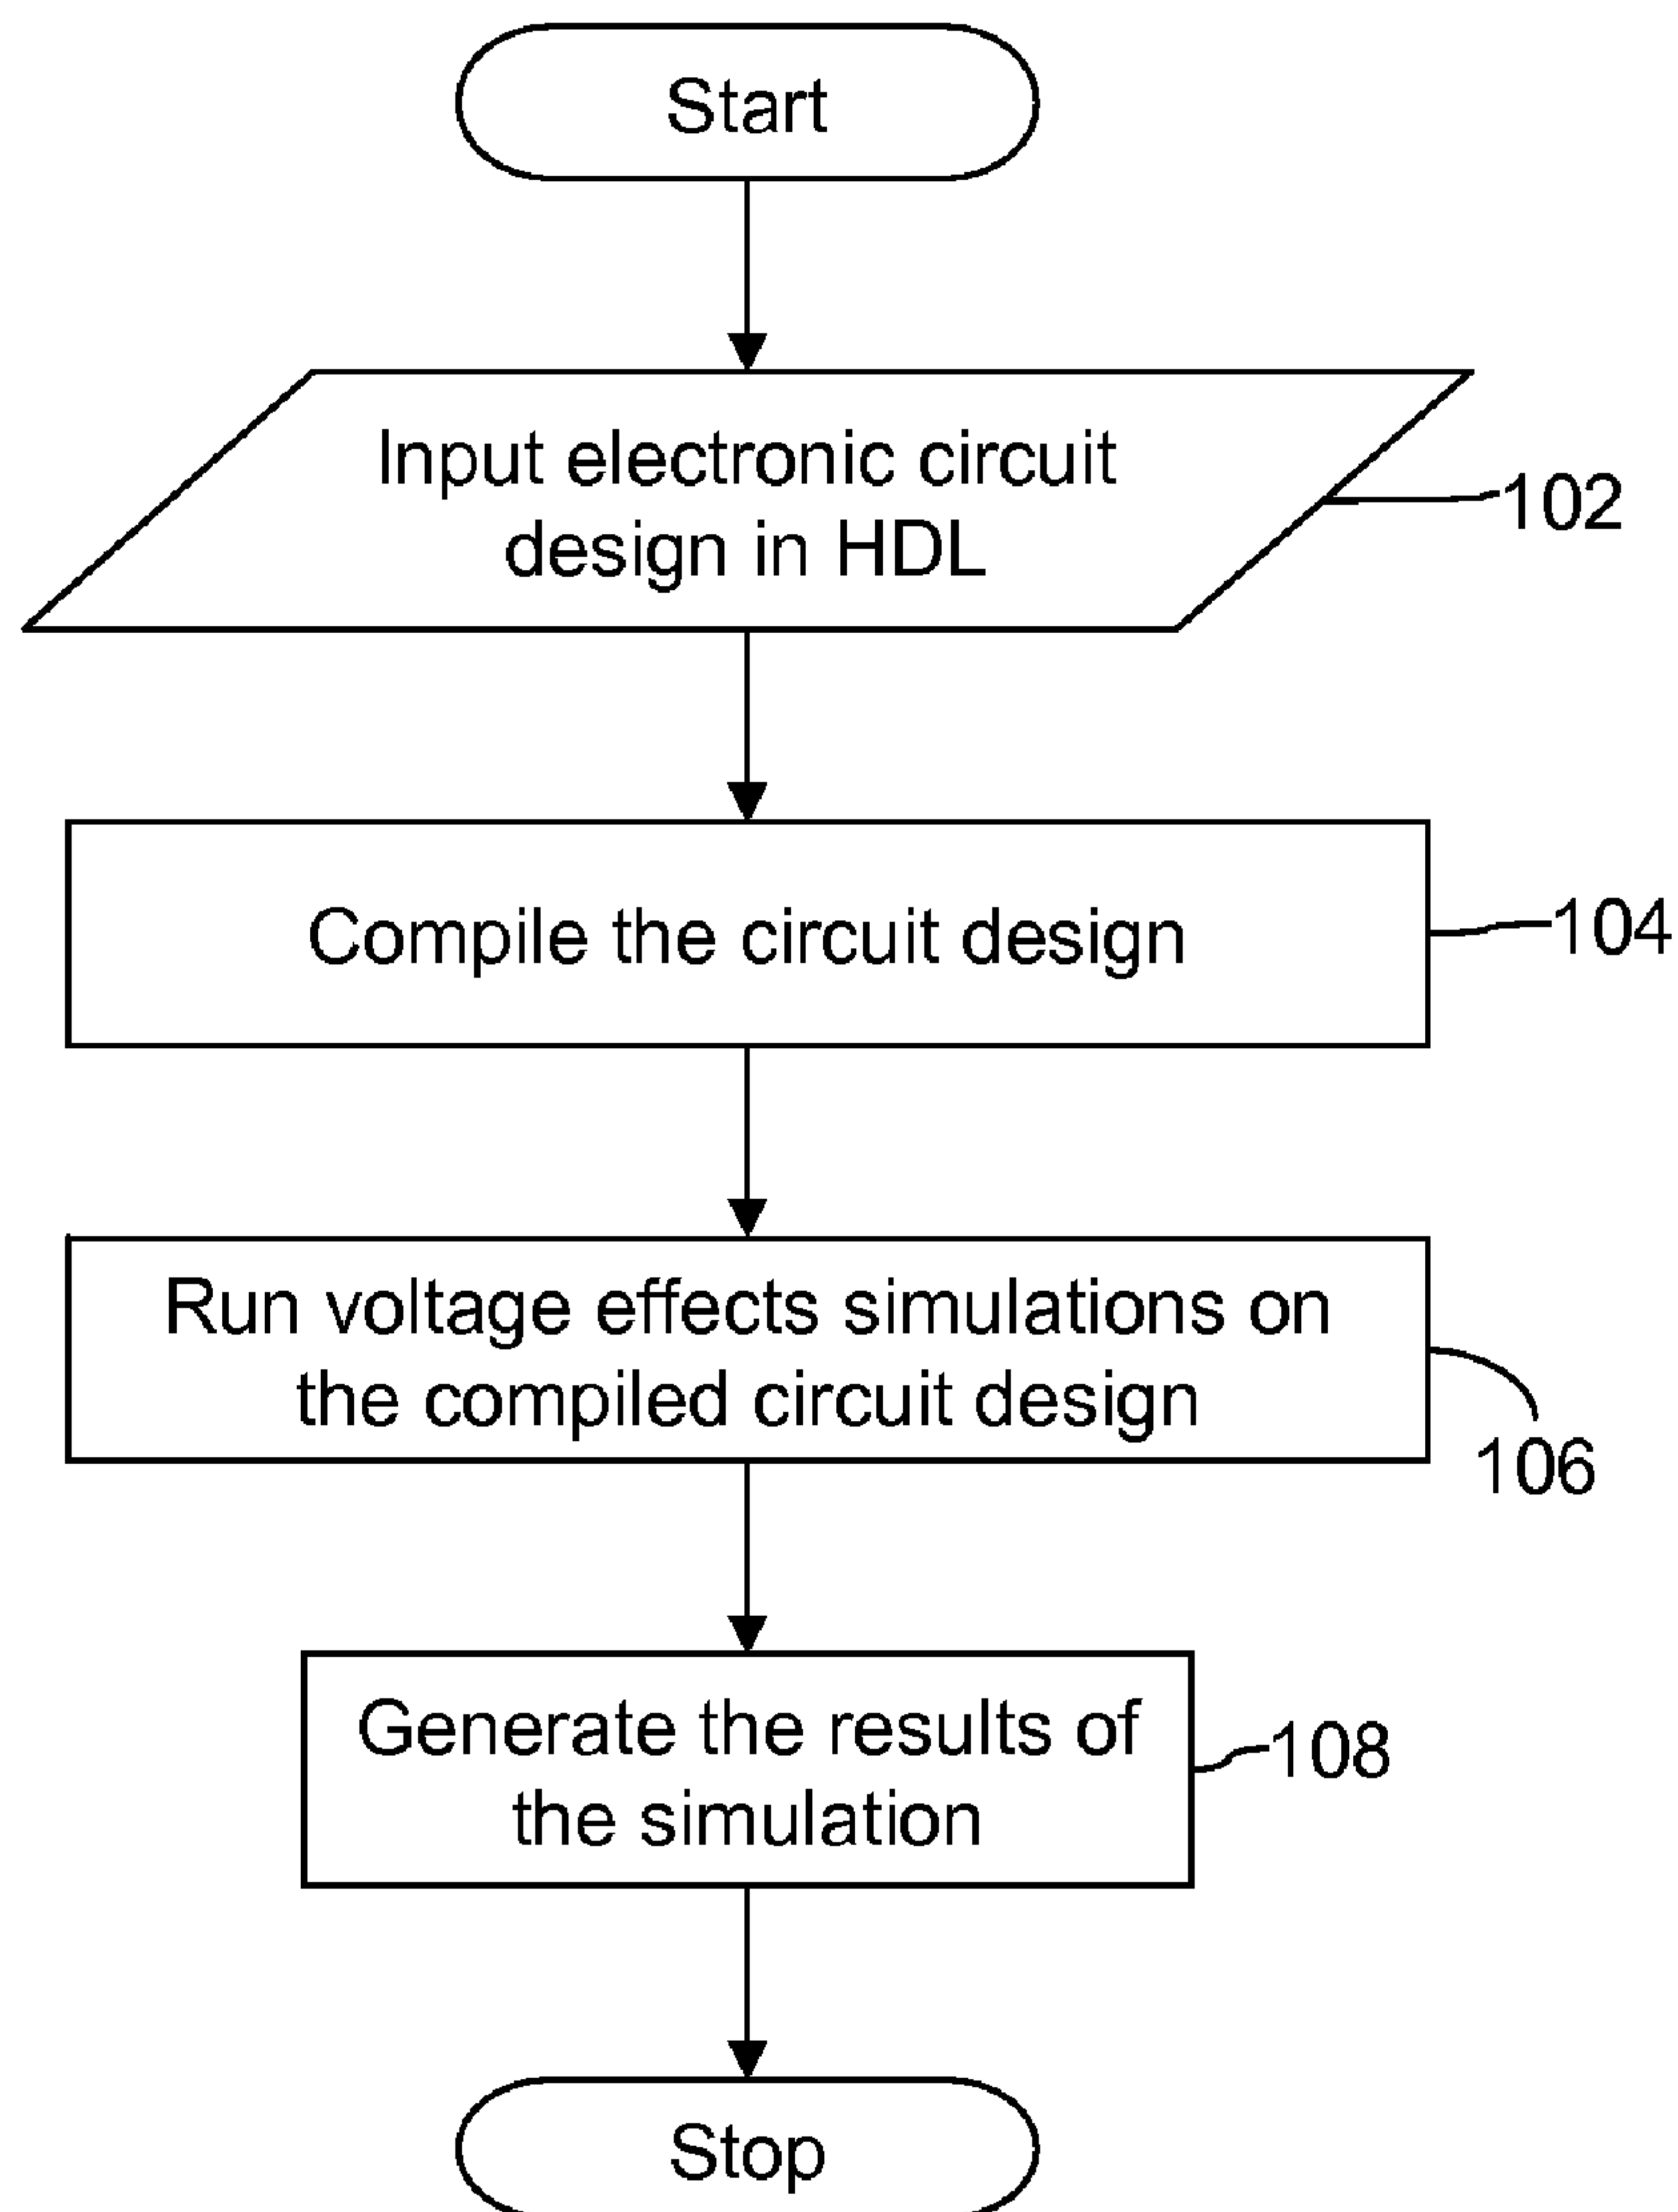 Start
Input electronic circuit
design in HDL
102
Compile the circuit design
104
Run voltage effects simulations on
the compiled circuit design
106
Generate the results of
the simulation
108
Stop